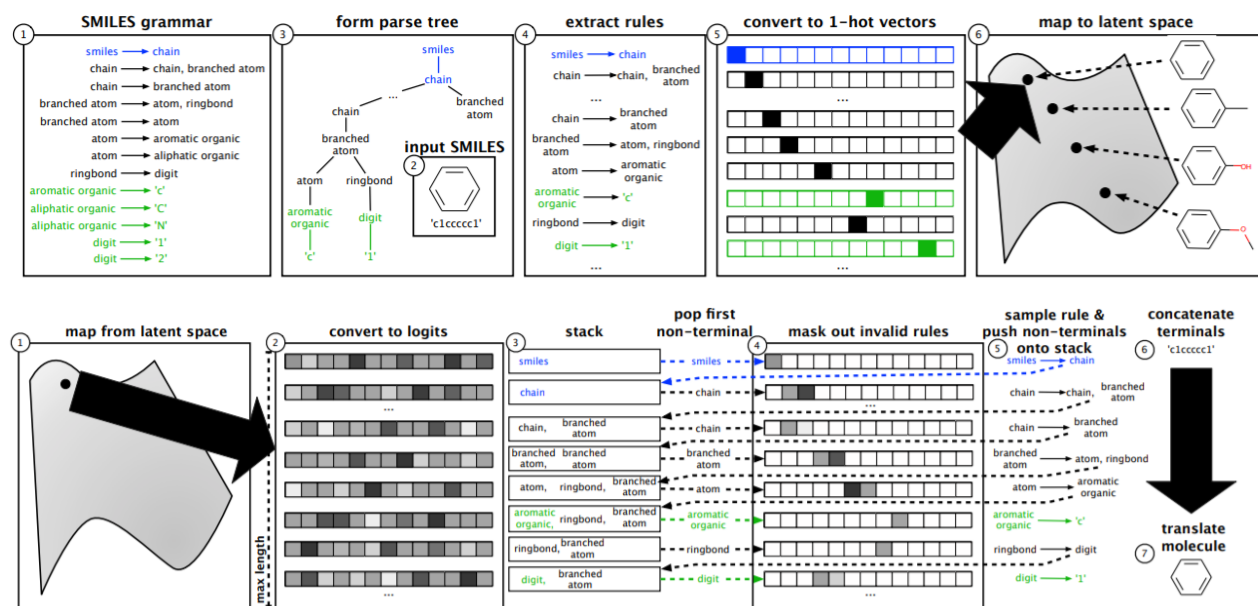 SMILES grammar
1
smiles chain
chain chain, branched atom
chain branched atom
branched atom atom, ringbond
branched atom atom
atom aromatic organic
atom aliphatic organic
ringbond digit
aromatic organic 'c'
aliphatic organic 'C'
aliphatic organic 'N'
digit '1'
digit '2'
form parse tree
3
smiles
chain
...
chain
branched
atom
branched
atom
atom
ringbond
aromatic
organic
digit
'c'
'1'
input SMILES
2
'c1ccccc1'
extract rules
4
smiles chain
chain chain, branched
atom
...
chain branched
atom
branched
atom atom, ringbond
atom aromatic
organic
aromatic
organic 'c'
ringbond digit
digit '1'
...
convert to 1-hot vectors
5
...
...
map to latent space
6
OH
O
map from latent space
1
max length
convert to logits
2
...
...
stack
3
smiles
chain
chain, branched
atom
branched
atom, branched
atom
atom, ringbond, branched
atom
aromatic
organic, ringbond, branched
atom
ringbond, branched
atom
digit, branched
atom
...
pop first
non-terminal
smiles
chain
chain
branched
atom
atom
aromatic
organic
ringbond
digit
mask out invalid rules
4
...
...
sample rule &
push non-terminals
onto stack
5
smiles chain
chain chain, branched
atom
chain branched
atom
branched
atom atom, ringbond
atom aromatic
organic
aromatic
organic 'c'
ringbond digit
digit '1'
concatenate
terminals
6
'c1ccccc1'
translate
molecule
7